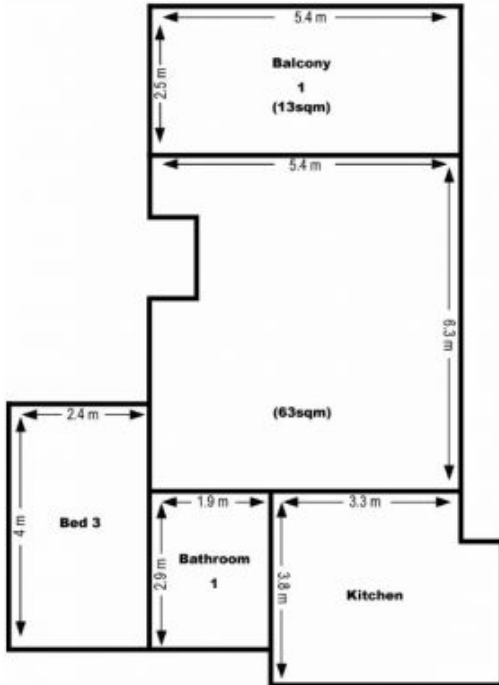 5.4 m
2.5 m
Balcony
1
(13sqm)
5.4 m
6.3 m
(63sqm)
2.4 m
4 m
Bed 3
1.9 m
2.9 m
Bathroom
1
3.3 m
3.8 m
Kitchen